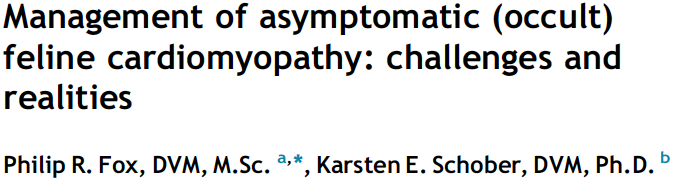 Management of asymptomatic (occult)
feline cardiomyopathy: challenges and
realities
Philip R. Fox, DVM, M.Sc. a,*, Karsten E. Schober, DVM, Ph.D. b